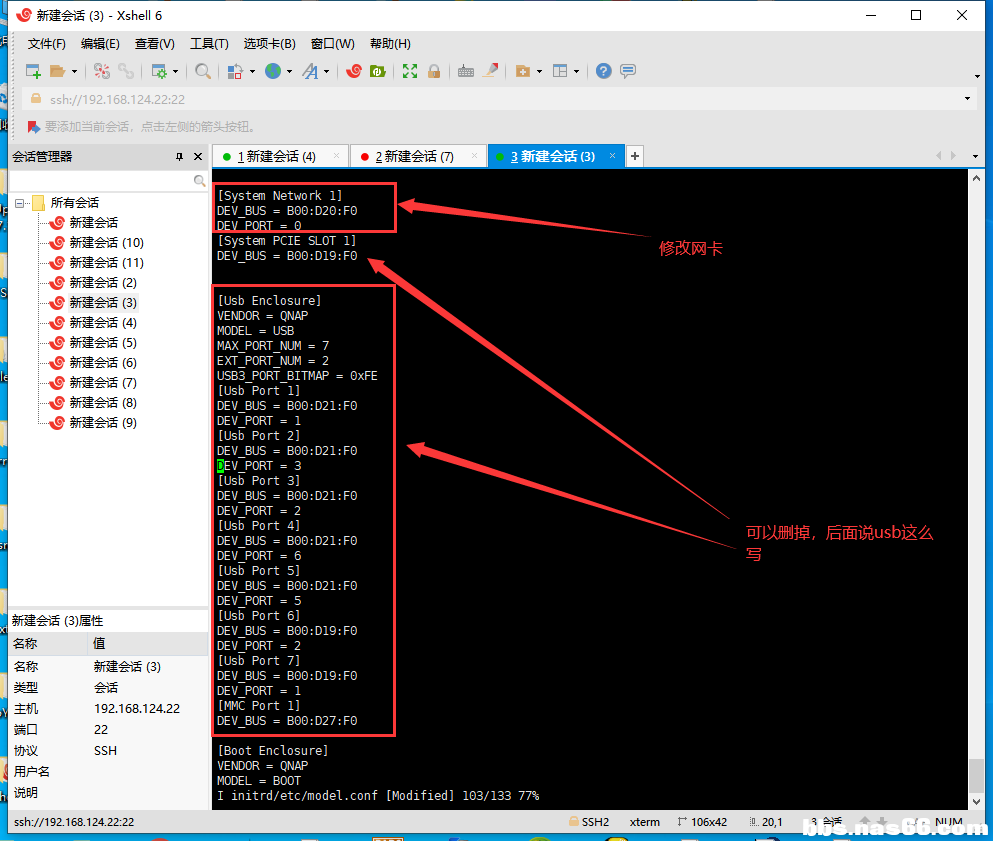 新建会话 (3) - Xshell 6
文件(F) 编辑(E) 查看(V) 工具(T) 选项卡(B) 窗口(W) 帮助(H)
ssh://192.168.124.22:22
要添加当前会话，点击左侧的箭头按钮。
会话管理器
1 新建会话 (4) 2 新建会话 (7) 3 新建会话 (3)
所有会话
新建会话
新建会话 (10)
新建会话 (11)
新建会话 (2)
新建会话 (3)
新建会话 (4)
新建会话 (5)
新建会话 (6)
新建会话 (7)
新建会话 (8)
新建会话 (9)
新建会话 (3)属性
名称 值
名称 新建会话 (3)
类型 会话
主机 192.168.124.22
端口 22
协议 SSH
用户名
说明
[System Network 1]
DEV_BUS = B00:D20:F0
DEV_PORT = 0
[System PCIE SLOT 1]
DEV_BUS = B00:D19:F0
[Usb Enclosure]
VENDOR = QNAP
MODEL = USB
MAX_PORT_NUM = 7
EXT_PORT_NUM = 2
USB3_PORT_BITMAP = 0xFE
[Usb Port 1]
DEV_BUS = B00:D21:F0
DEV_PORT = 1
[Usb Port 2]
DEV_BUS = B00:D21:F0
DEV_PORT = 3
[Usb Port 3]
DEV_BUS = B00:D21:F0
DEV_PORT = 2
[Usb Port 4]
DEV_BUS = B00:D21:F0
DEV_PORT = 6
[Usb Port 5]
DEV_BUS = B00:D21:F0
DEV_PORT = 5
[Usb Port 6]
DEV_BUS = B00:D19:F0
DEV_PORT = 2
[Usb Port 7]
DEV_BUS = B00:D19:F0
DEV_PORT = 1
[MMC Port 1]
DEV_BUS = B00:D27:F0
[Boot Enclosure]
VENDOR = QNAP
MODEL = BOOT
I initrd/etc/model.conf [Modified] 103/133 77%
修改网卡
可以删掉，后面说usb这么
写
ssh://192.168.124.22:22 SSH2 xterm 106x42 20,1 3 会话 NUM
bbs.nas66.com